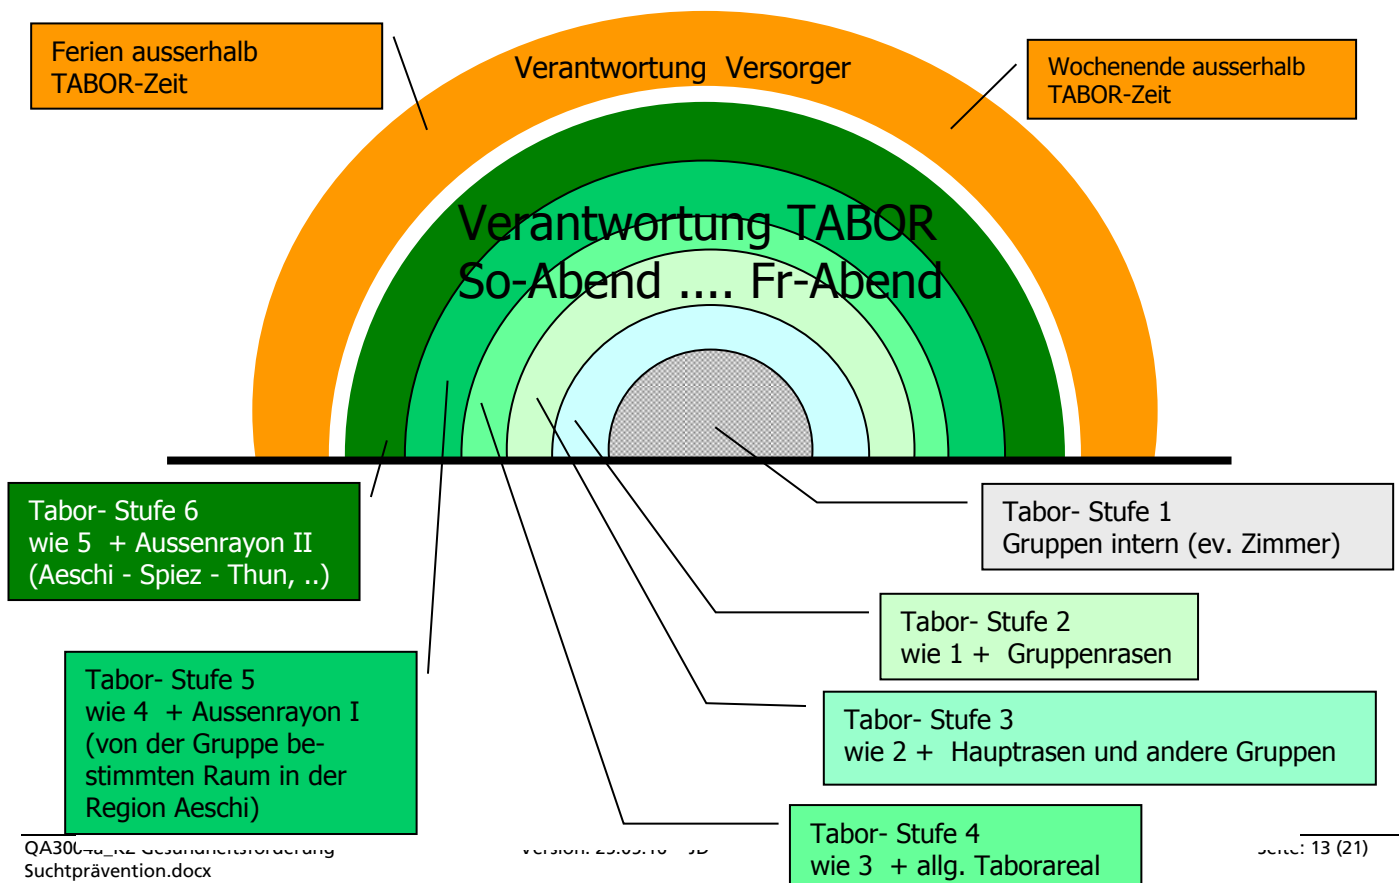 Ferien ausserhalb
TABOR-Zeit
Verantwortung Versorger
Wochenende ausserhalb
TABOR-Zeit
Verantwortung TABOR
So-Abend .... Fr-Abend
Tabor- Stufe 6
wie 5 + Aussenrayon II
(Aeschi - Spiez - Thun, ..)
Tabor- Stufe 1
Gruppen intern (ev. Zimmer)
Tabor- Stufe 2
wie 1 + Gruppenrasen
Tabor- Stufe 5
wie 4 + Aussenrayon I
(von der Gruppe be-
stimmten Raum in der
Region Aeschi)
Tabor- Stufe 3
wie 2 + Hauptrasen und andere Gruppen
Tabor- Stufe 4
wie 3 + allg. Taborareal
Gesundheitsförderung
Seite: 13 (21)
Suchtprävention.docx